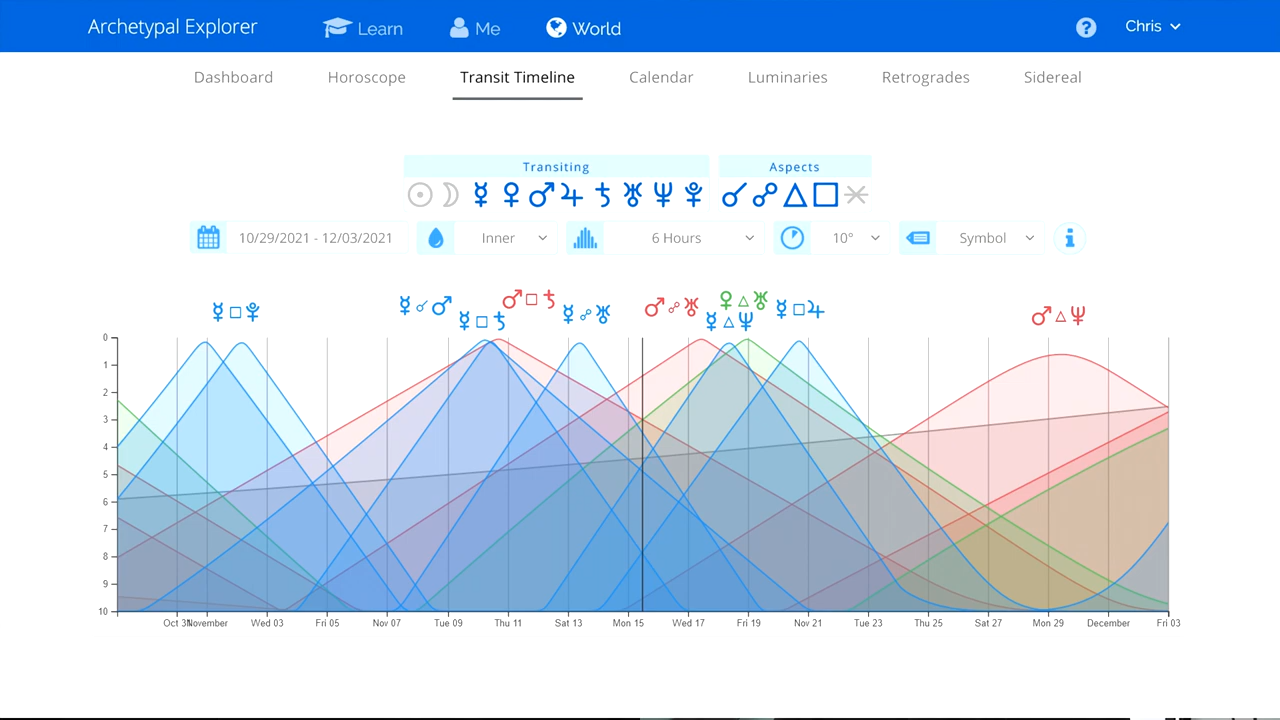 Archetypal Explorer Learn Me World ? Chris
Dashboard Horoscope Transit Timeline Calendar Luminaries Retrogrades Sidereal
Transiting Aspects
☉ ☽ ☿ ♀ ♂ ♃ ♄ ♅ ♆ ⯓ ☌ ☍ △ □ ⚹
10/29/2021 - 12/03/2021 Inner 6 Hours 10° Symbol i
☿ □ ⯓ ☿ ☌ ♂ ☿ □ ♄ ♂ □ ♄ ☿ ☍ ♅ ♂ ☍ ♅ ☿ △ ♆ ♀ △ ♅ ☿ □ ♃ ♂ △ ♆
0
1
2
3
4
5
6
7
8
9
10
Oct 31 November Wed 03 Fri 05 Nov 07 Tue 09 Thu 11 Sat 13 Mon 15 Wed 17 Fri 19 Nov 21 Tue 23 Thu 25 Sat 27 Mon 29 December Fri 03